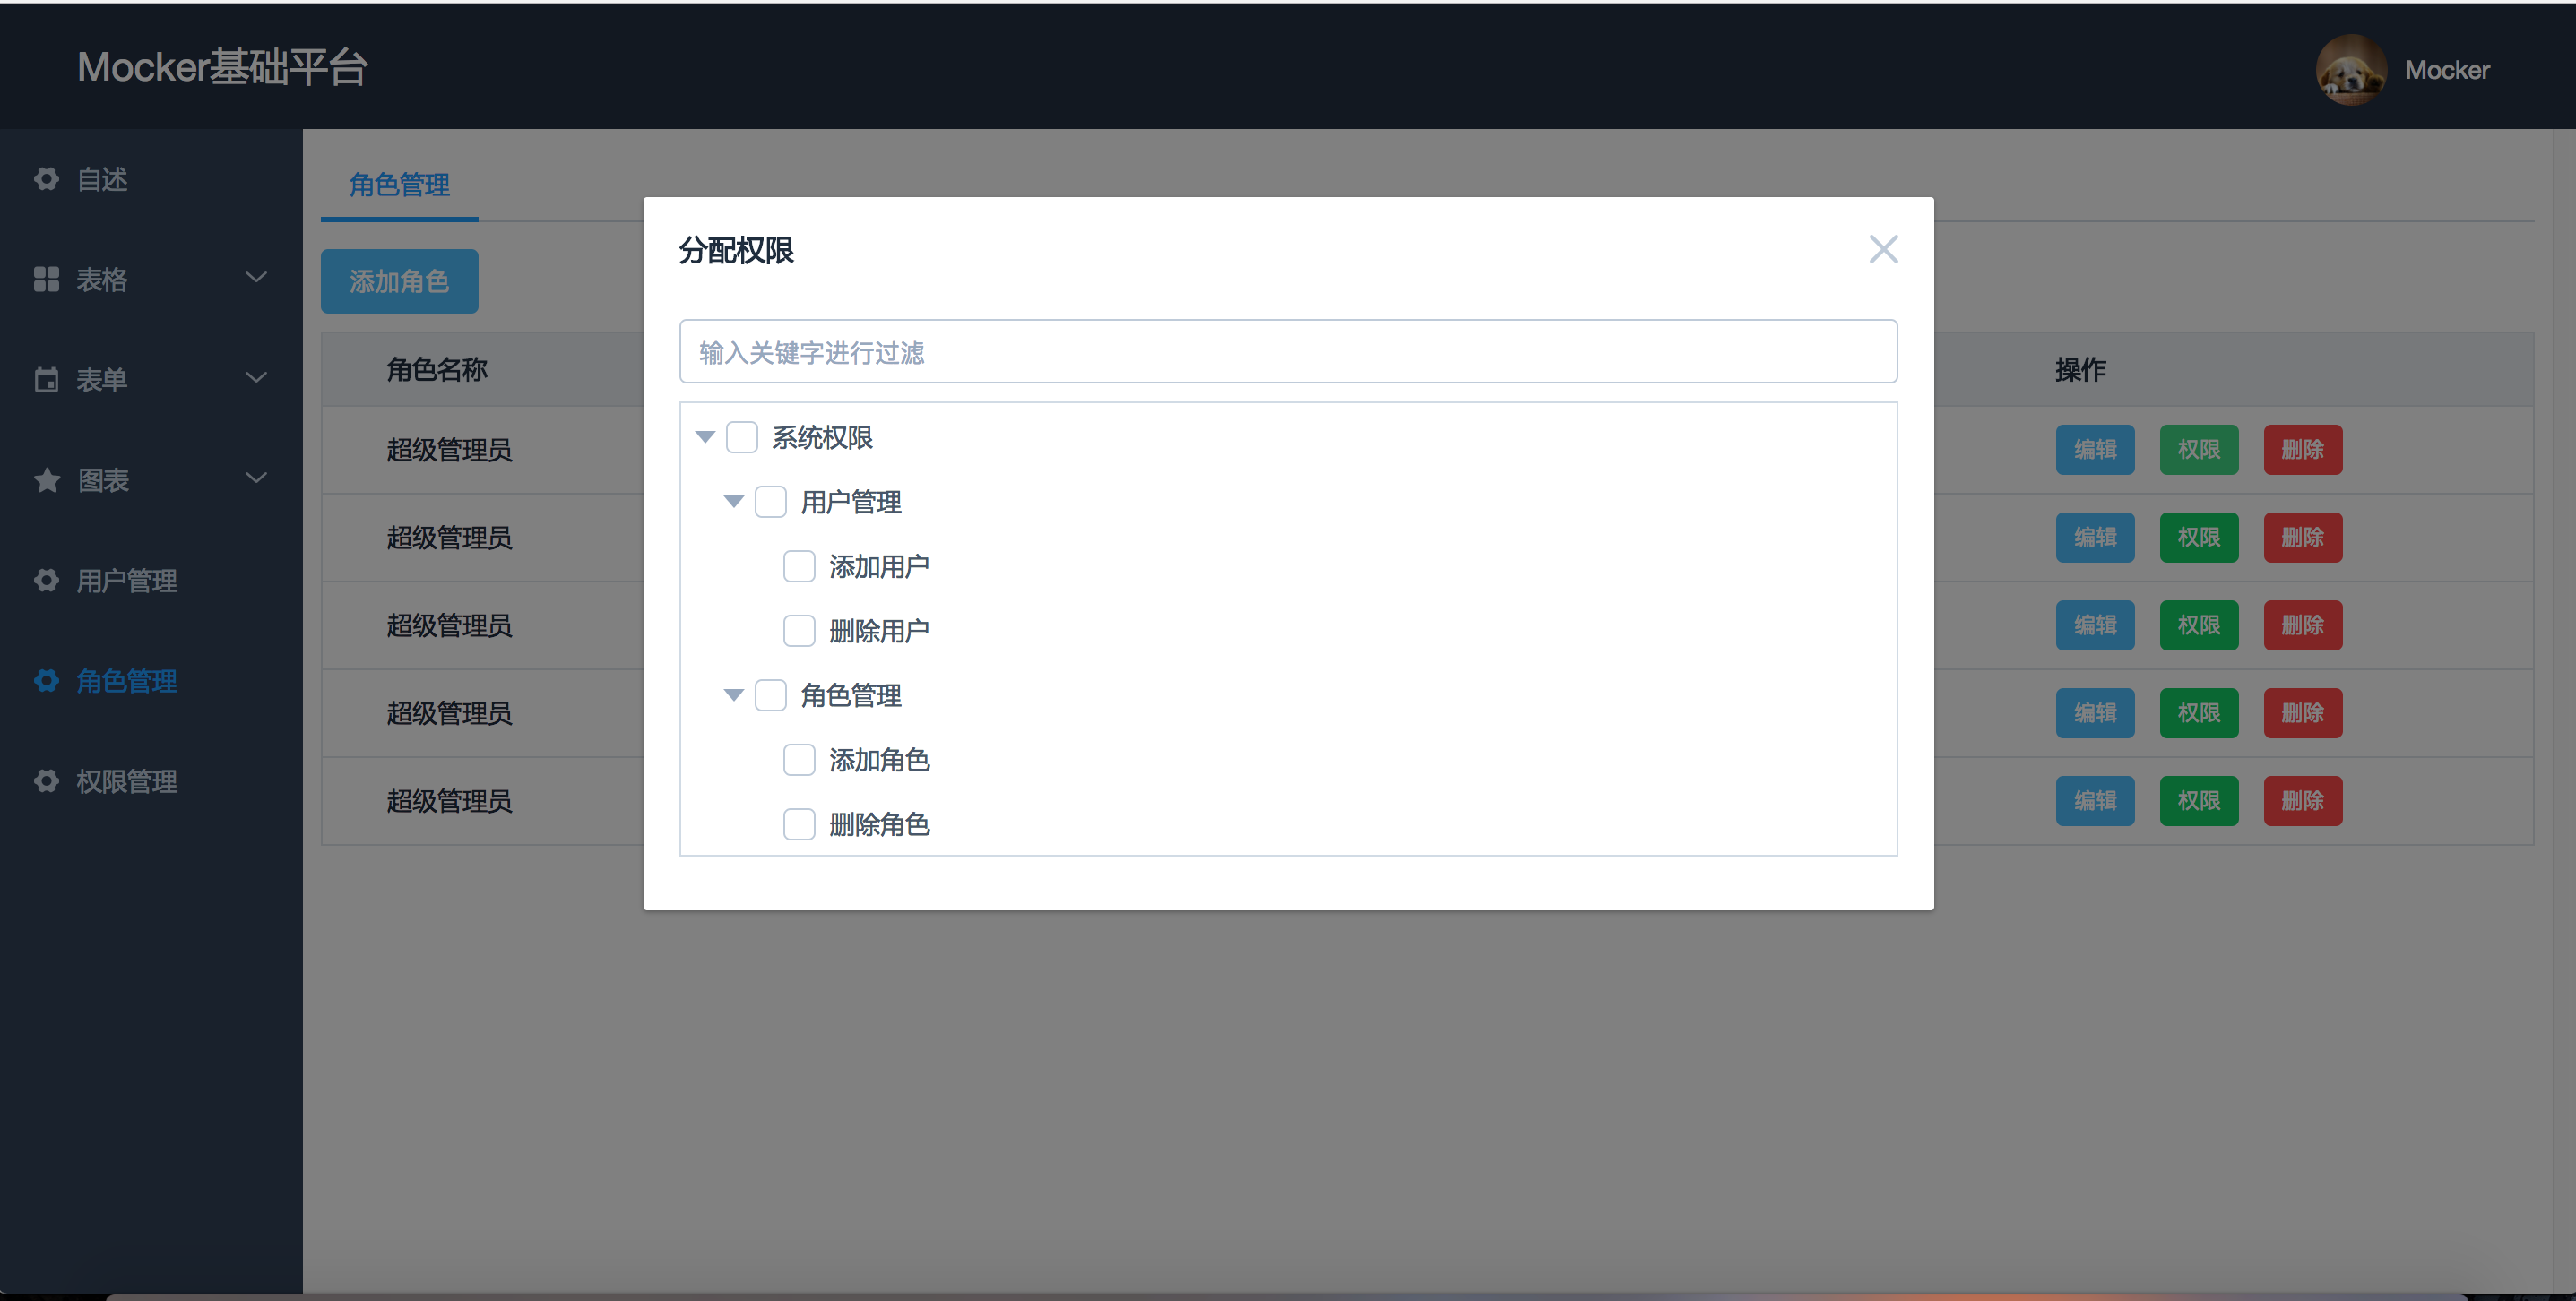 Mocker基础平台
Mocker
自述
表格
表单
图表
用户管理
角色管理
权限管理
角色管理
添加角色
角色名称
操作
超级管理员
编辑 权限 删除
超级管理员
编辑 权限 删除
超级管理员
编辑 权限 删除
超级管理员
编辑 权限 删除
超级管理员
编辑 权限 删除
分配权限
输入关键字进行过滤
系统权限
用户管理
添加用户
删除用户
角色管理
添加角色
删除角色